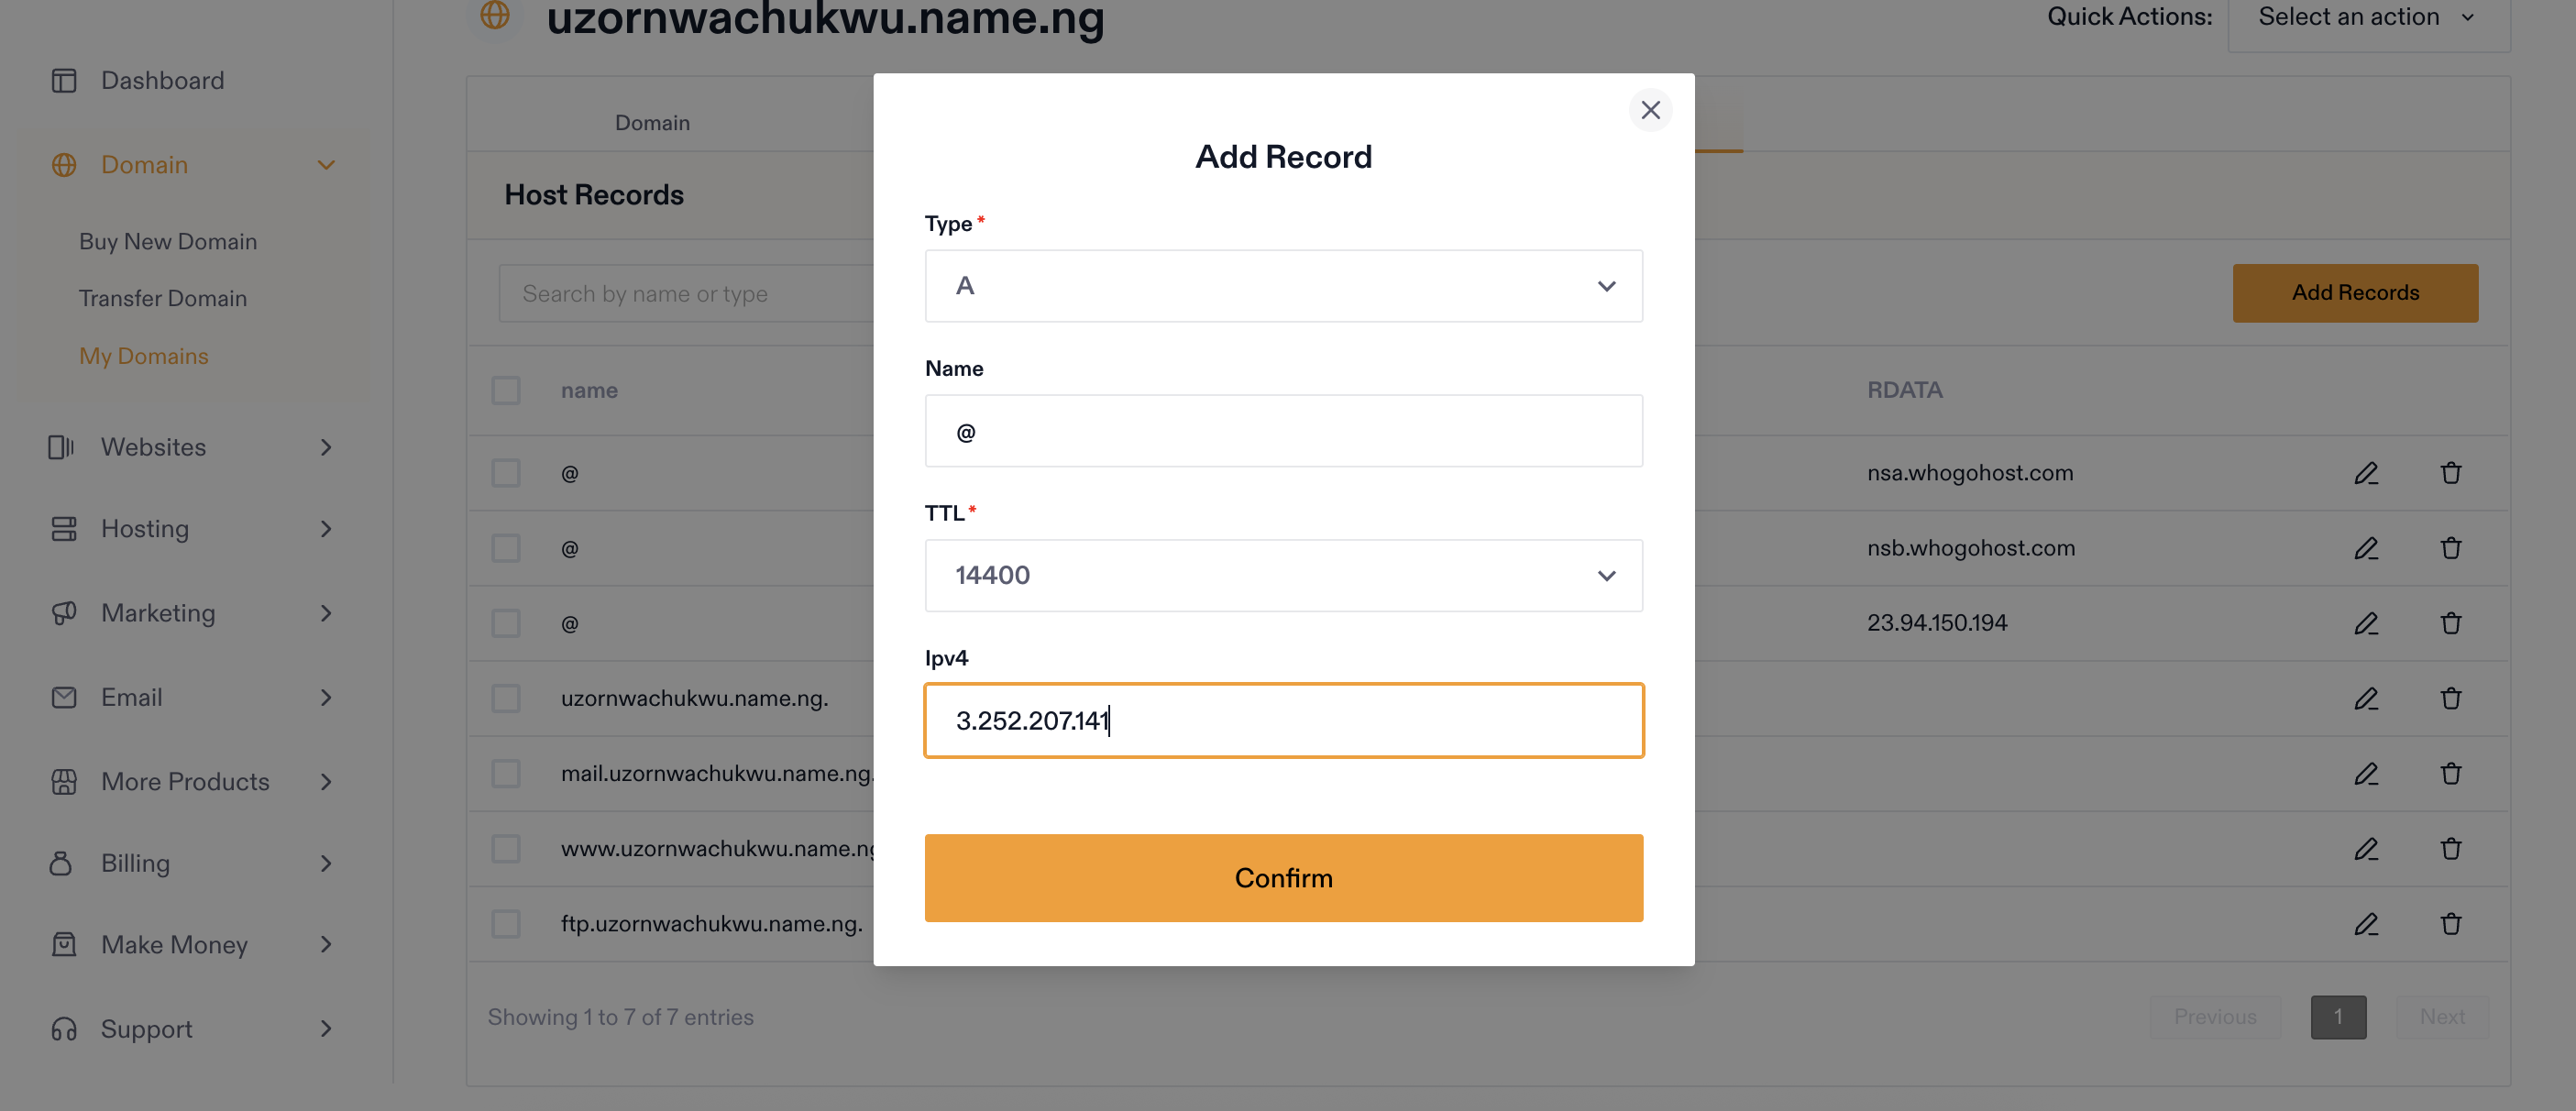 uzornwachukwu.name.ng
Quick Actions:
Select an action
Dashboard
Domain
Buy New Domain
Transfer Domain
My Domains
Websites
Hosting
Marketing
Email
More Products
Billing
Make Money
Support
Domain
Host Records
Search by name or type
Add Records
name
RDATA
@
nsa.whogohost.com
@
nsb.whogohost.com
@
23.94.150.194
uzornwachukwu.name.ng.
mail.uzornwachukwu.name.ng.
www.uzornwachukwu.name.ng
ftp.uzornwachukwu.name.ng.
Showing 1 to 7 of 7 entries
Previous
1
Next
Add Record
Type *
A
Name
@
TTL *
14400
Ipv4
3.252.207.141
Confirm